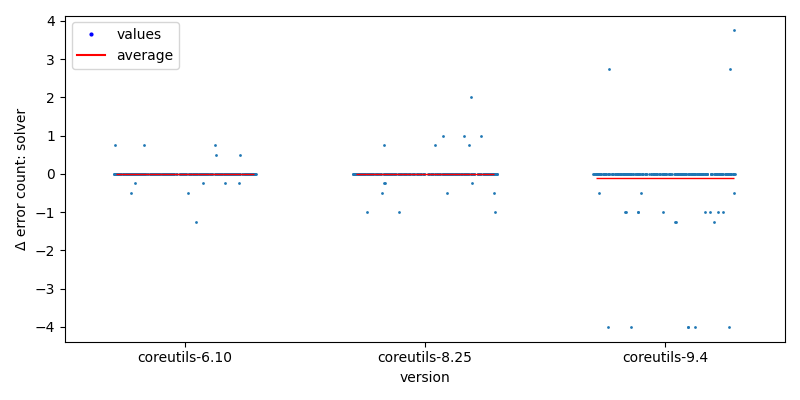 values
average
4
3
2
1
0
−1
−2
−3
−4
Δ error count: solver
coreutils-6.10
coreutils-8.25
coreutils-9.4
version